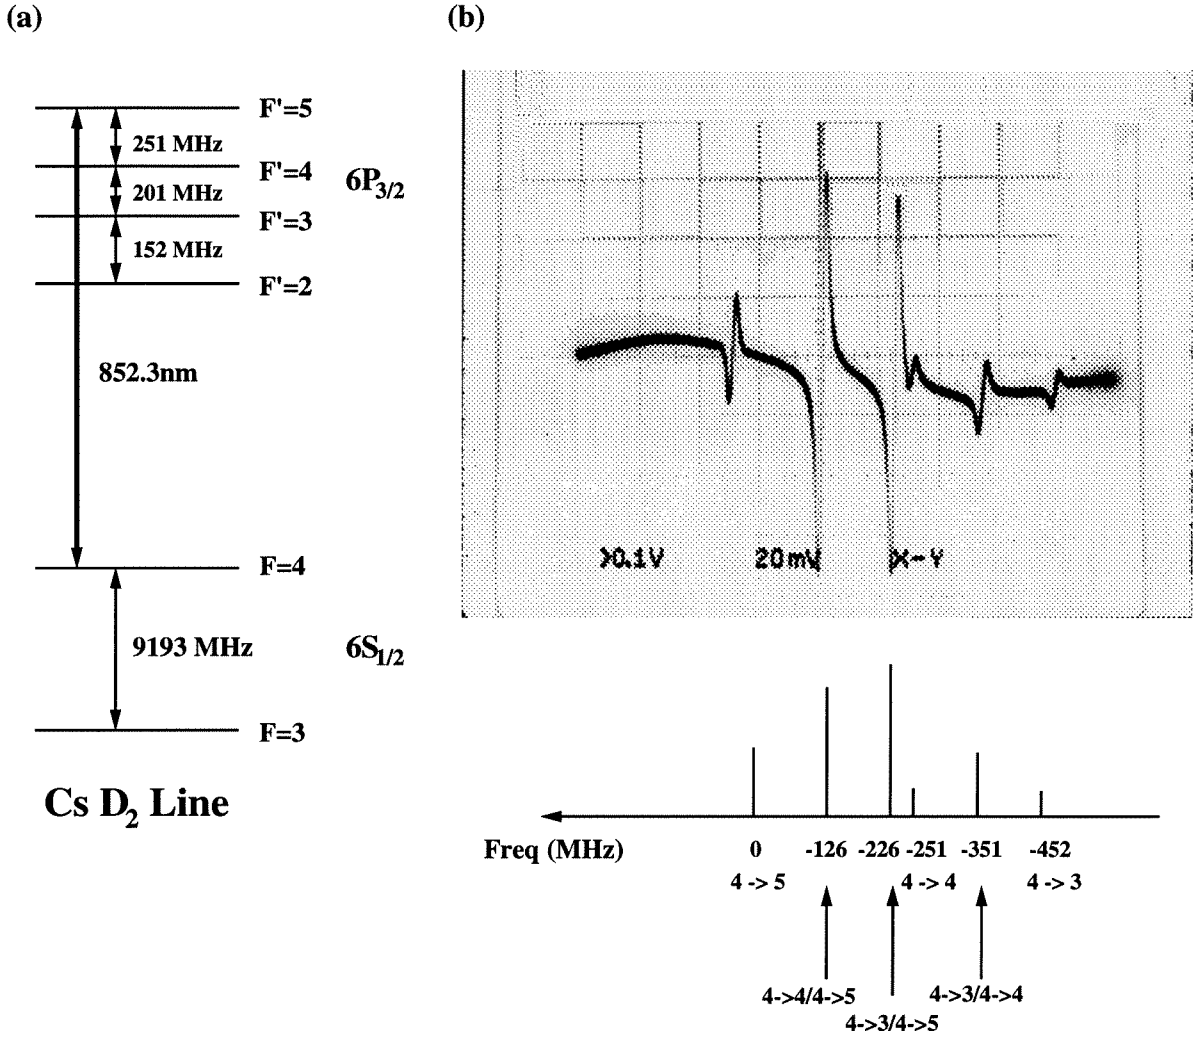 (a)
F'=5
251 MHz
F'=4
6P3/2
201 MHz
F'=3
152 MHz
F'=2
852.3nm
F=4
9193 MHz
6S1/2
F=3
Cs D2 Line
(b)
>0.1V 20mV X-Y
Freq (MHz) 0 -126 -226 -251 -351 -452
4 -> 5 4 -> 4 4 -> 3
4->4/4->5 4->3/4->4
4->3/4->5